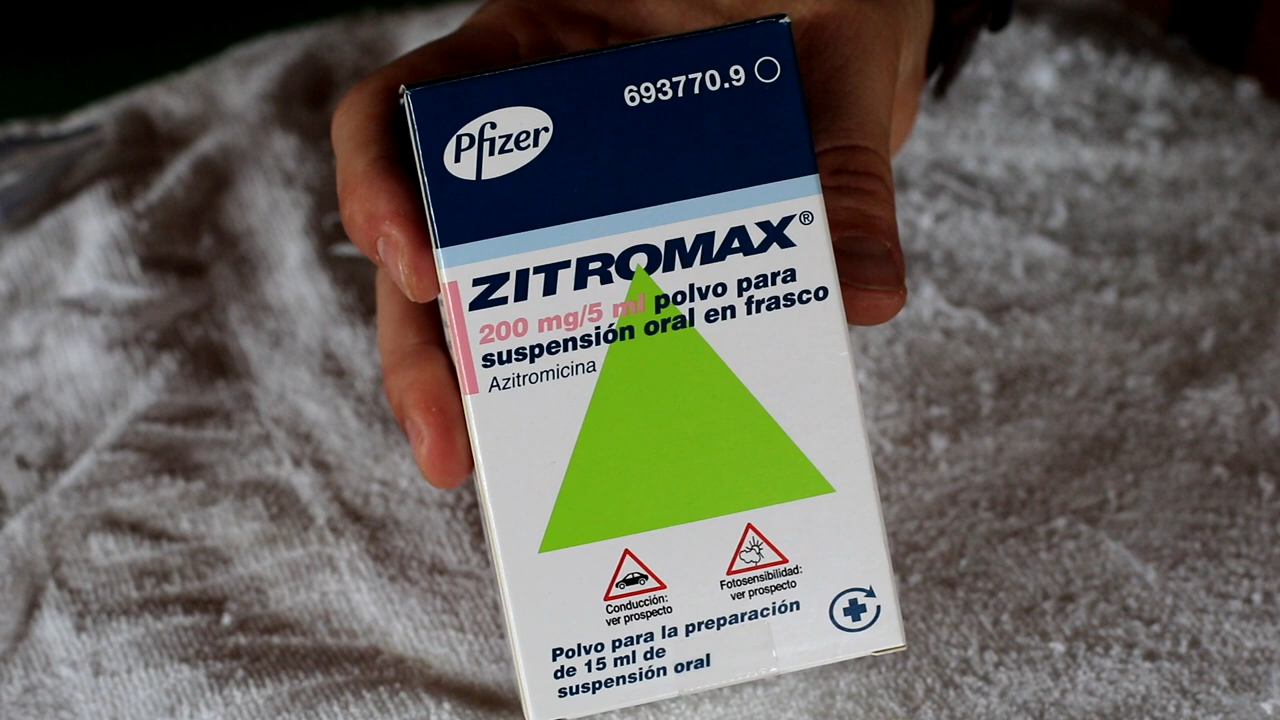 693770.9
Pfizer
ZITROMAX®
200 mg/5 ml polvo para
suspensión oral en frasco
Azitromicina
Conducción:
ver prospecto
Fotosensibilidad:
ver prospecto
Polvo para la preparación
de 15 ml de
suspensión oral